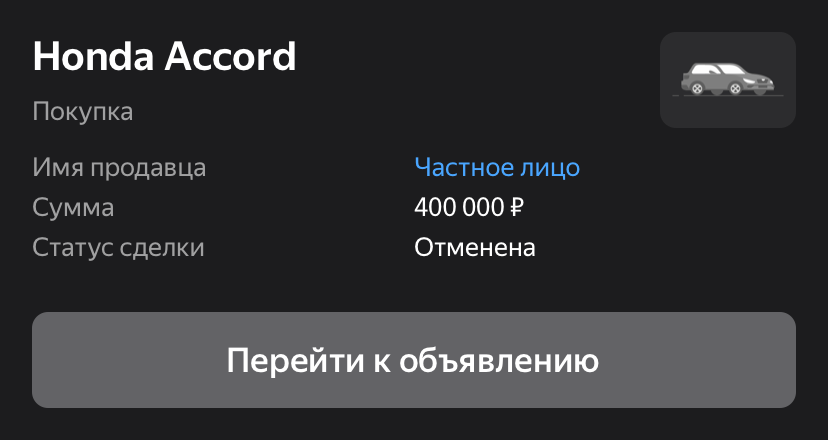 Honda Accord
Покупка
Имя продавца Частное лицо
Сумма 400 000 ₽
Статус сделки Отменена
Перейти к объявлению